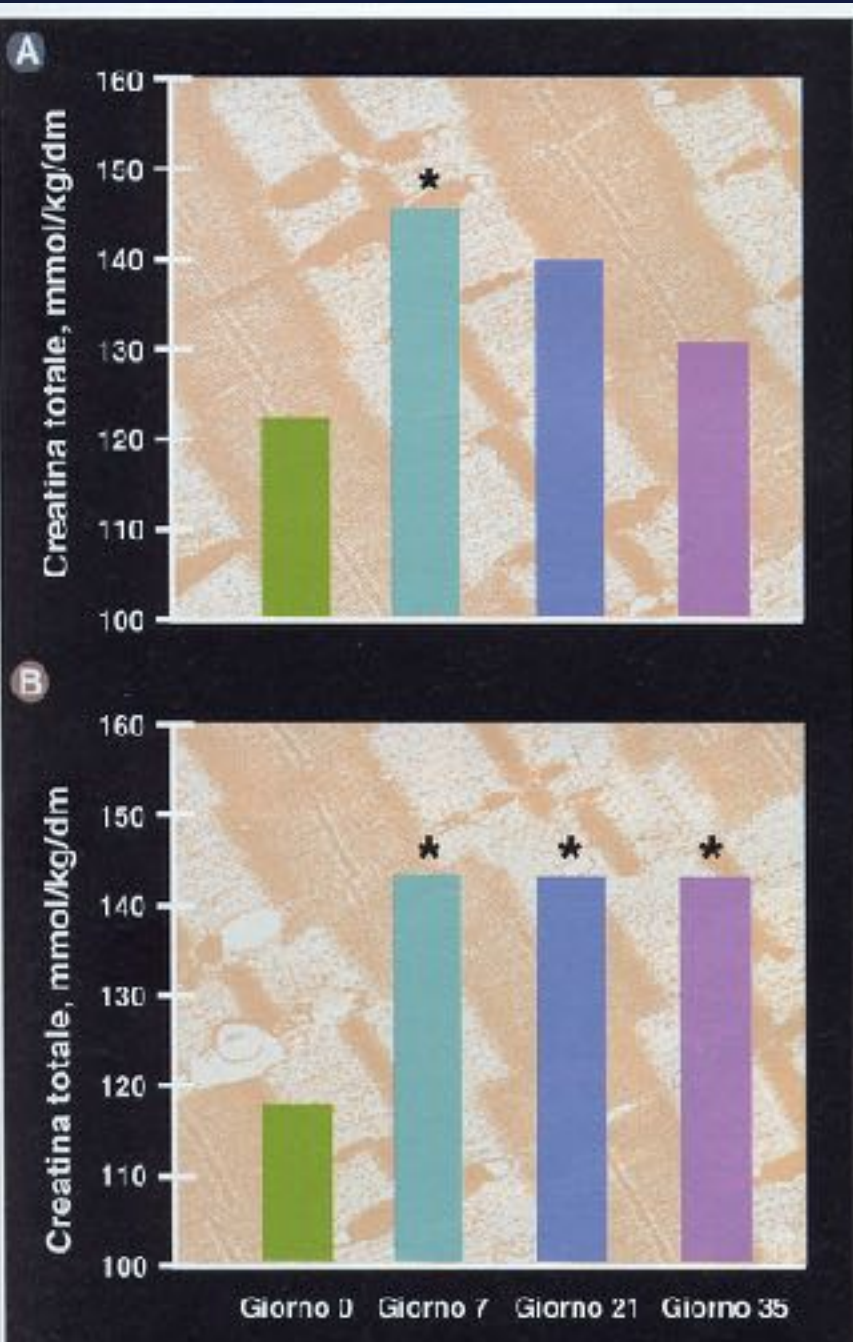 A
Creatina totale, mmol/kg/dm
160
150
140
130
120
110
100
*
B
Creatina totale, mmol/kg/dm
160
150
140
130
120
110
100
* * *
Giorno 0 Giorno 7 Giorno 21 Giorno 35